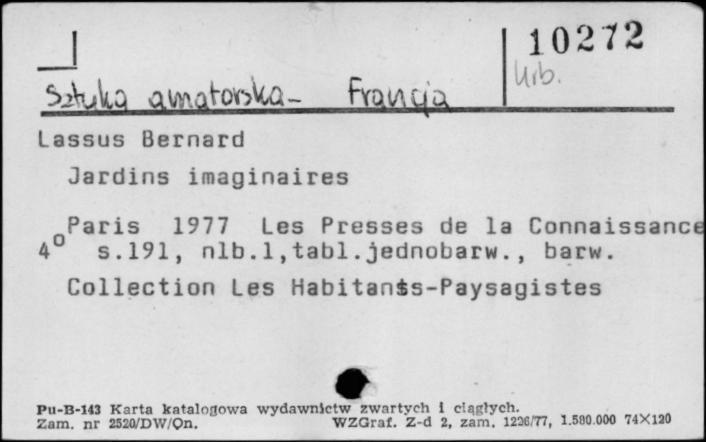 10272
Urb.
Sztuka amatorska - Francja
Lassus Bernard
Jardins imaginaires
Paris 1977 Les Presses de la Connaissance
4° s.191, nlb.1,tabl.jednobarw., barw.
Collection Les Habitants-Paysagistes
Pu-B-143 Karta katalogowa wydawnictw zwartych i ciągłych.
Zam. nr 2520/DW/On. WZGraf. Z-d 2, zam. 1226/77, 1.580.000 74X120